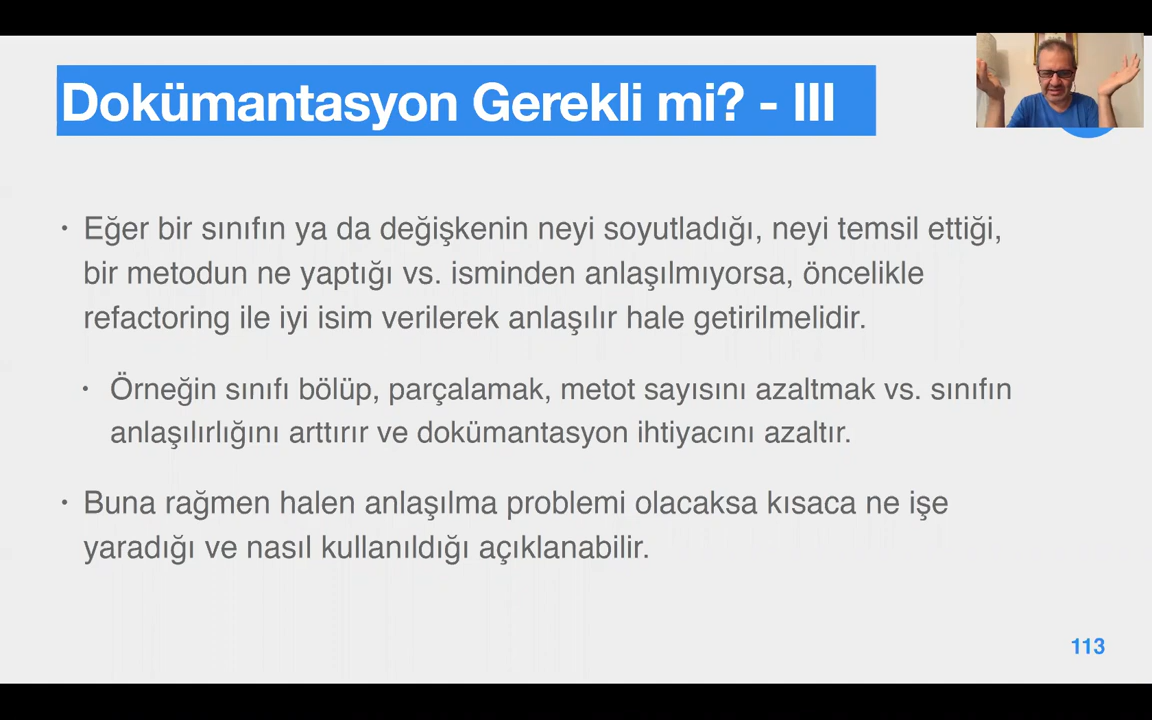 Dokümantasyon Gerekli mi? - III
• Eğer bir sınıfın ya da değişkenin neyi soyutladığı, neyi temsil ettiği,
bir metodun ne yaptığı vs. isminden anlaşılmıyorsa, öncelikle
refactoring ile iyi isim verilerek anlaşılır hale getirilmelidir.
• Örneğin sınıfı bölüp, parçalamak, metot sayısını azaltmak vs. sınıfın
anlaşılırlığını arttırır ve dokümantasyon ihtiyacını azaltır.
• Buna rağmen halen anlaşılma problemi olacaksa kısaca ne işe
yaradığı ve nasıl kullanıldığı açıklanabilir.
113